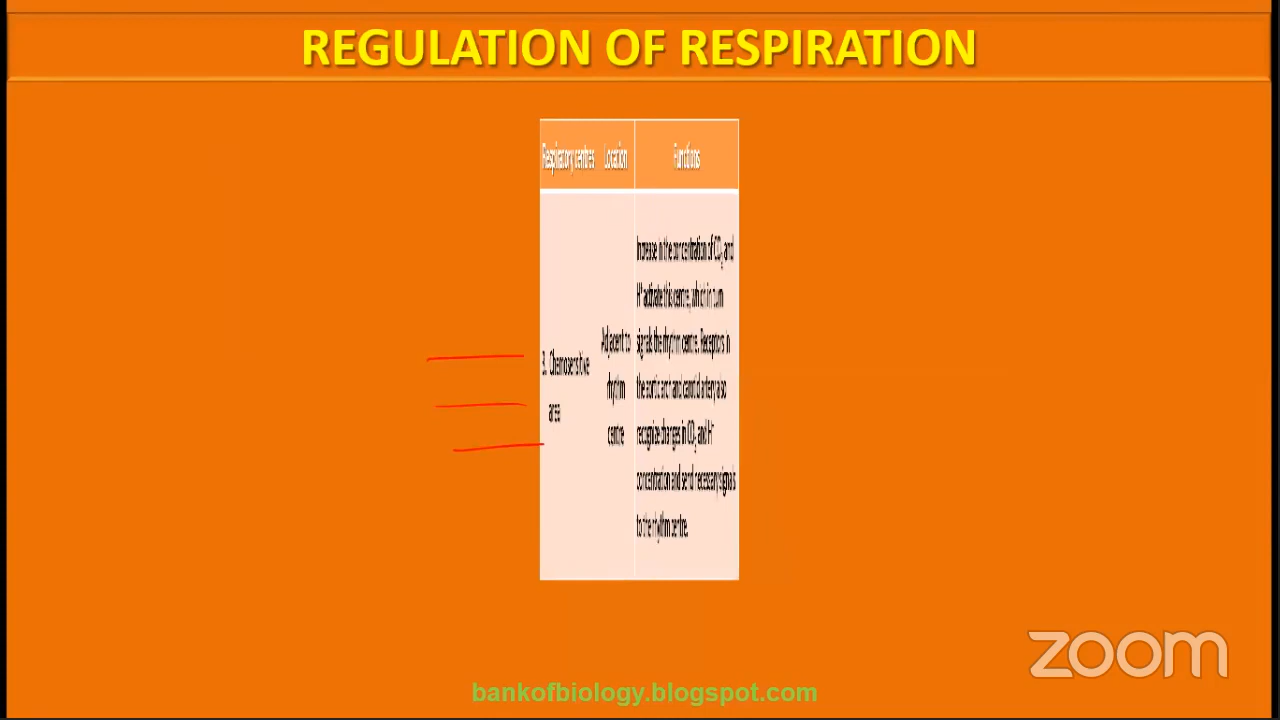 REGULATION OF RESPIRATION
Respiratory centres Location Functions
3. Chemosensitive
area
Adjacent to
rhythm
centre
Increase in the concentration of CO₂ and
H⁺ activate this centre, which in turn
signals the rhythm centre. Receptors in
the aortic arch and carotid artery also
recognize changes in CO₂ and H⁺
concentration and send necessary signals
to the rhythm centre.
zoom
bankofbiology.blogspot.com